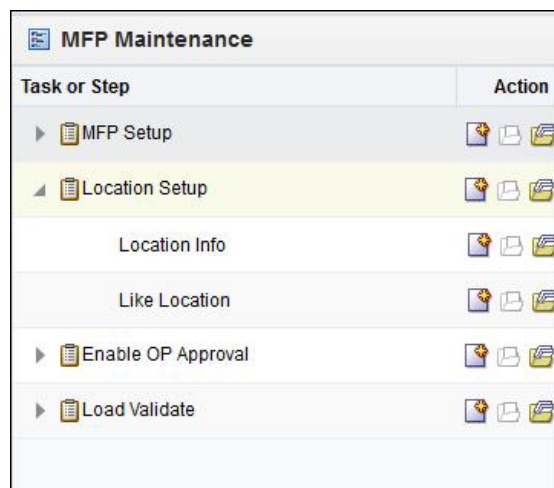 MFP Maintenance
Task or Step Action
MFP Setup
Location Setup
Location Info
Like Location
Enable OP Approval
Load Validate